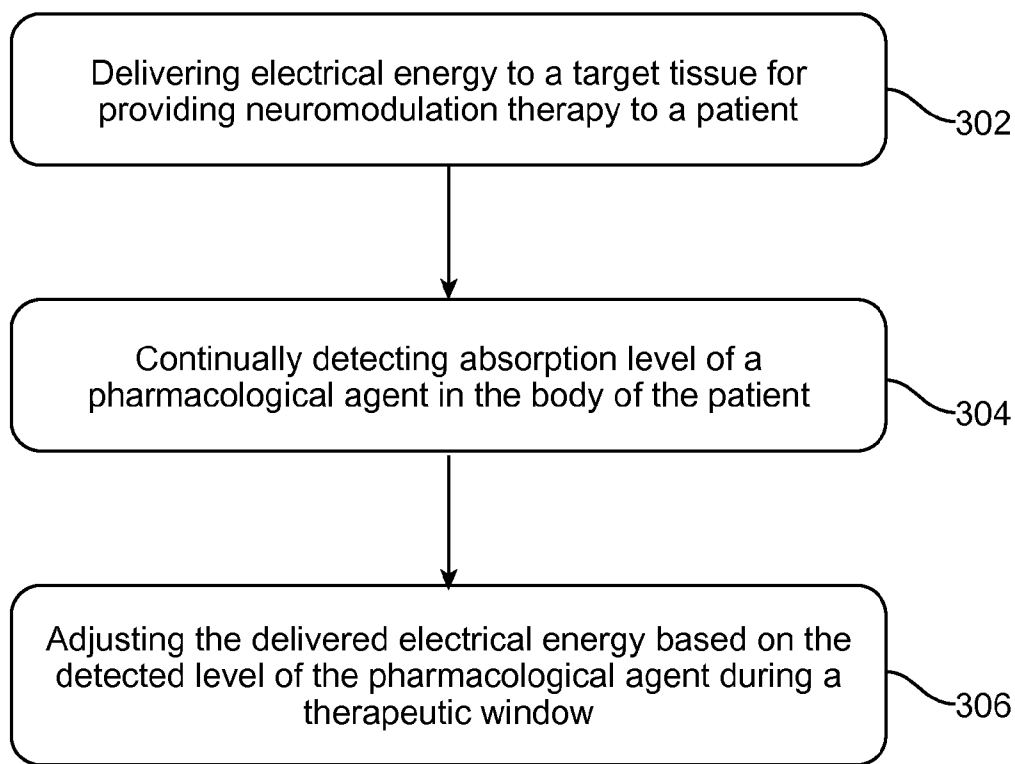 Delivering electrical energy to a target tissue for
providing neuromodulation therapy to a patient
302
Continually detecting absorption level of a
pharmacological agent in the body of the patient
304
Adjusting the delivered electrical energy based on the
detected level of the pharmacological agent during a
therapeutic window
306